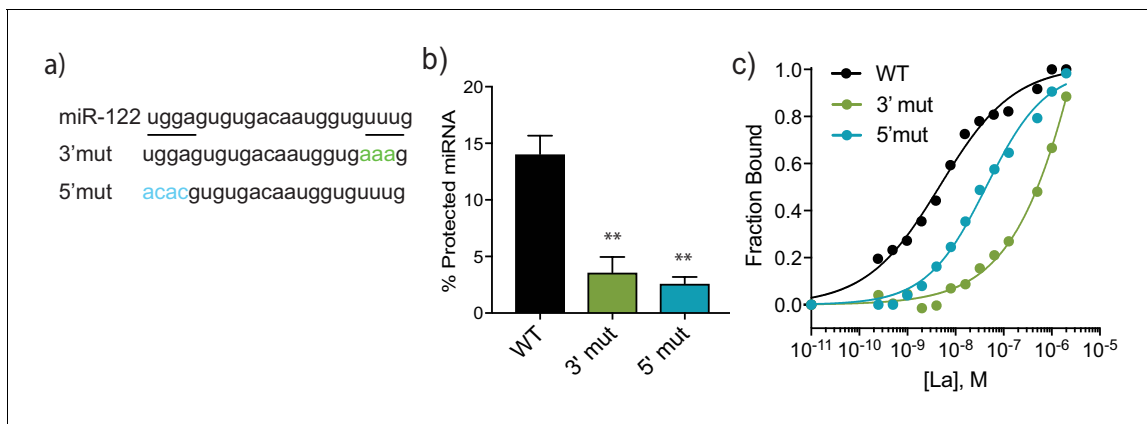 a)
miR-122 uggagugugacaaugguguuug
3'mut uggagugugacaauggugaaag
5'mut acacgugugacaaugguguuug
b)
% Protected miRNA
20
15
10
5
0
**
**
WT
3' mut
5' mut
c)
WT
3' mut
5'mut
Fraction Bound
1.0
0.8
0.6
0.4
0.2
0.0
10-11 10-10 10-9 10-8 10-7 10-6 10-5
[La], M